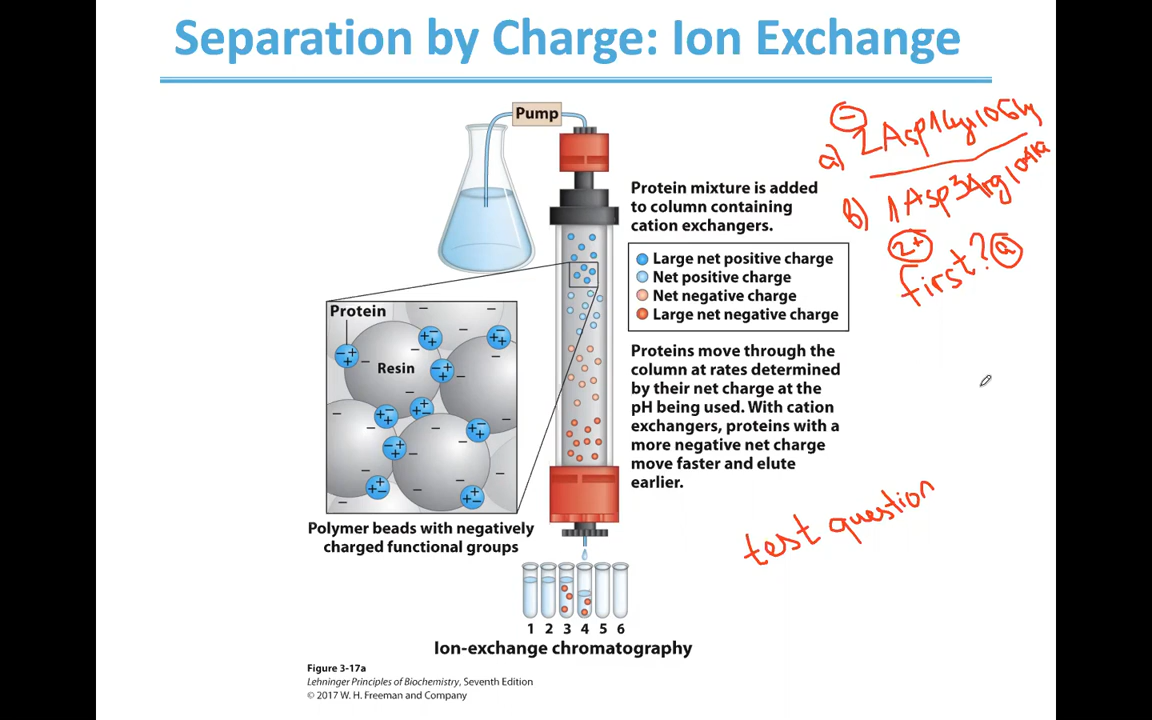 Separation by Charge: Ion Exchange
Pump
Protein mixture is added
to column containing
cation exchangers.
Large net positive charge
Net positive charge
Net negative charge
Large net negative charge
Proteins move through the
column at rates determined
by their net charge at the
pH being used. With cation
exchangers, proteins with a
more negative net charge
move faster and elute
earlier.
Protein
Resin
Polymer beads with negatively
charged functional groups
1 2 3 4 5 6
Ion-exchange chromatography
Figure 3-17a
Lehninger Principles of Biochemistry, Seventh Edition
© 2017 W. H. Freeman and Company
−
a) 2Asp1Lys10Gly
b) 1Asp3Arg10Ala
2+
first? a
test question